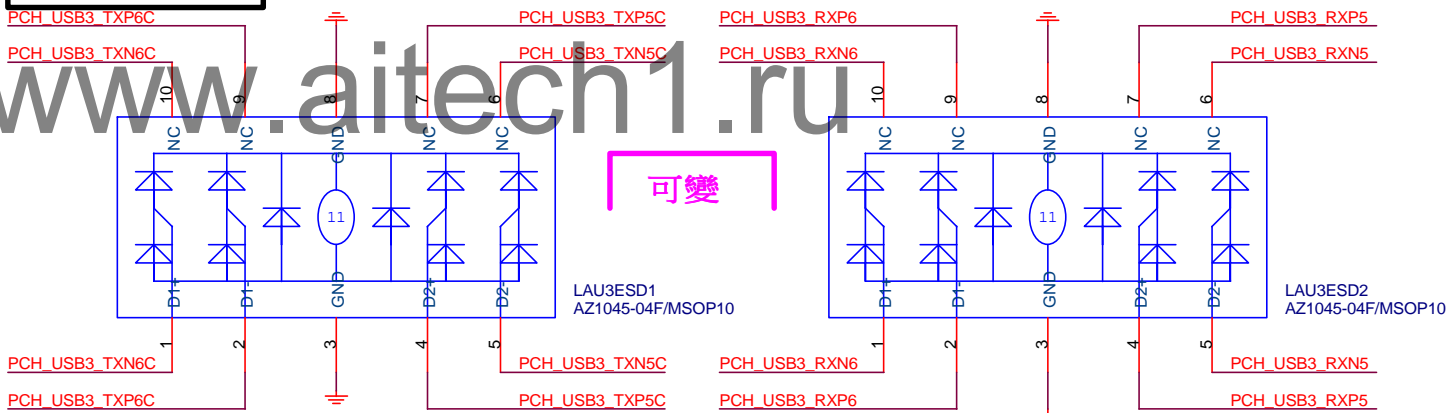 PCH_USB3_TXP6C
PCH_USB3_TXP5C
PCH_USB3_RXP6
PCH_USB3_RXP5
PCH_USB3_TXN6C
PCH_USB3_TXN5C
PCH_USB3_RXN6
PCH_USB3_RXN5
www.aitech1.ru
10
9
8
7
6
10
9
8
7
6
NC
NC
GND
NC
NC
NC
NC
GND
NC
NC
可變
11
11
D1+
D1-
GND
D2+
D2-
D1+
D1-
GND
D2+
D2-
LAU3ESD1
AZ1045-04F/MSOP10
LAU3ESD2
AZ1045-04F/MSOP10
1
2
3
4
5
1
2
3
4
5
PCH_USB3_TXN6C
PCH_USB3_TXN5C
PCH_USB3_RXN6
PCH_USB3_RXN5
PCH_USB3_TXP6C
PCH_USB3_TXP5C
PCH_USB3_RXP6
PCH_USB3_RXP5